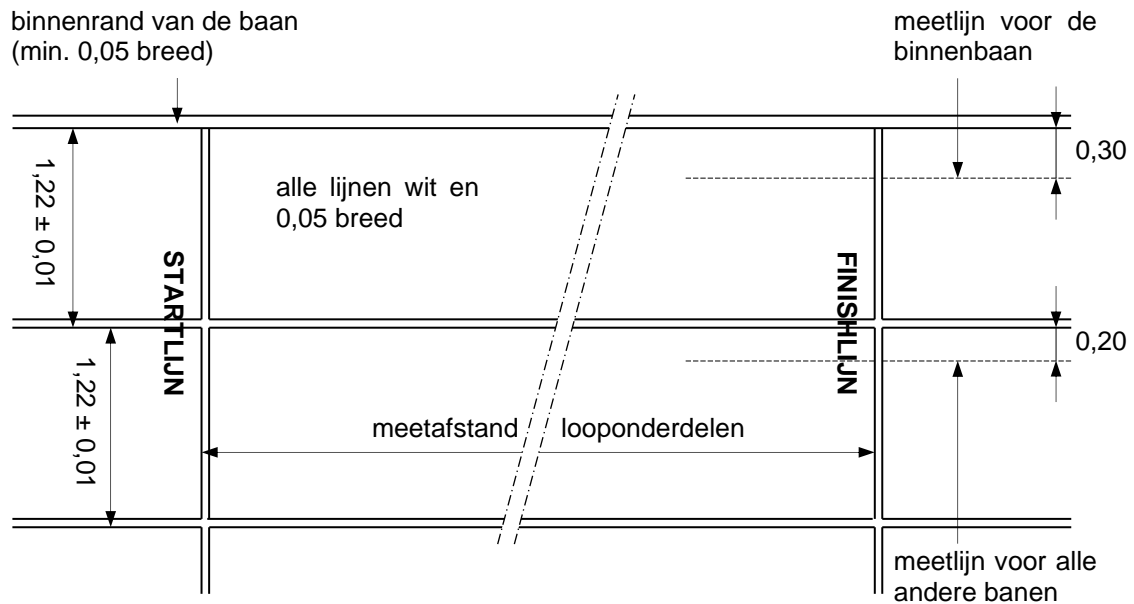 binnenrand van de baan
(min. 0,05 breed)
meetlijn voor de
binnenbaan
0,30
1,22 ± 0,01
alle lijnen wit en
0,05 breed
STARTLIJN
FINISHLIJN
0,20
1,22 ± 0,01
meetafstand looponderdelen
meetlijn voor alle
andere banen